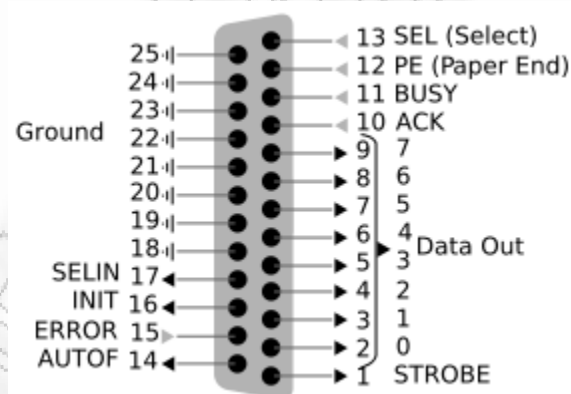 13 SEL (Select)
25
12 PE (Paper End)
24
11 BUSY
23
10 ACK
Ground
22
9 7
21
8 6
20
7 5
19
6 4
Data Out
18
5 3
SELIN 17
4 2
INIT 16
3 1
ERROR 15
2 0
AUTOF 14
1 STROBE